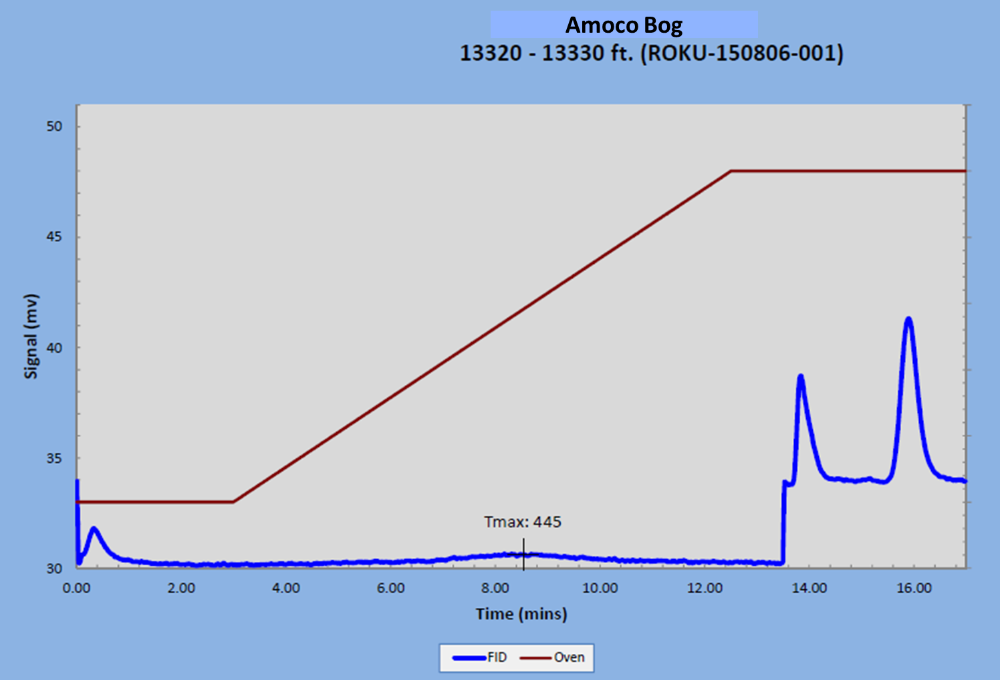 Amoco Bog
13320 - 13330 ft. (ROKU-150806-001)
50
45
40
35
30
Signal (mv)
Tmax: 445
0.00 2.00 4.00 6.00 8.00 10.00 12.00 14.00 16.00
Time (mins)
FID Oven